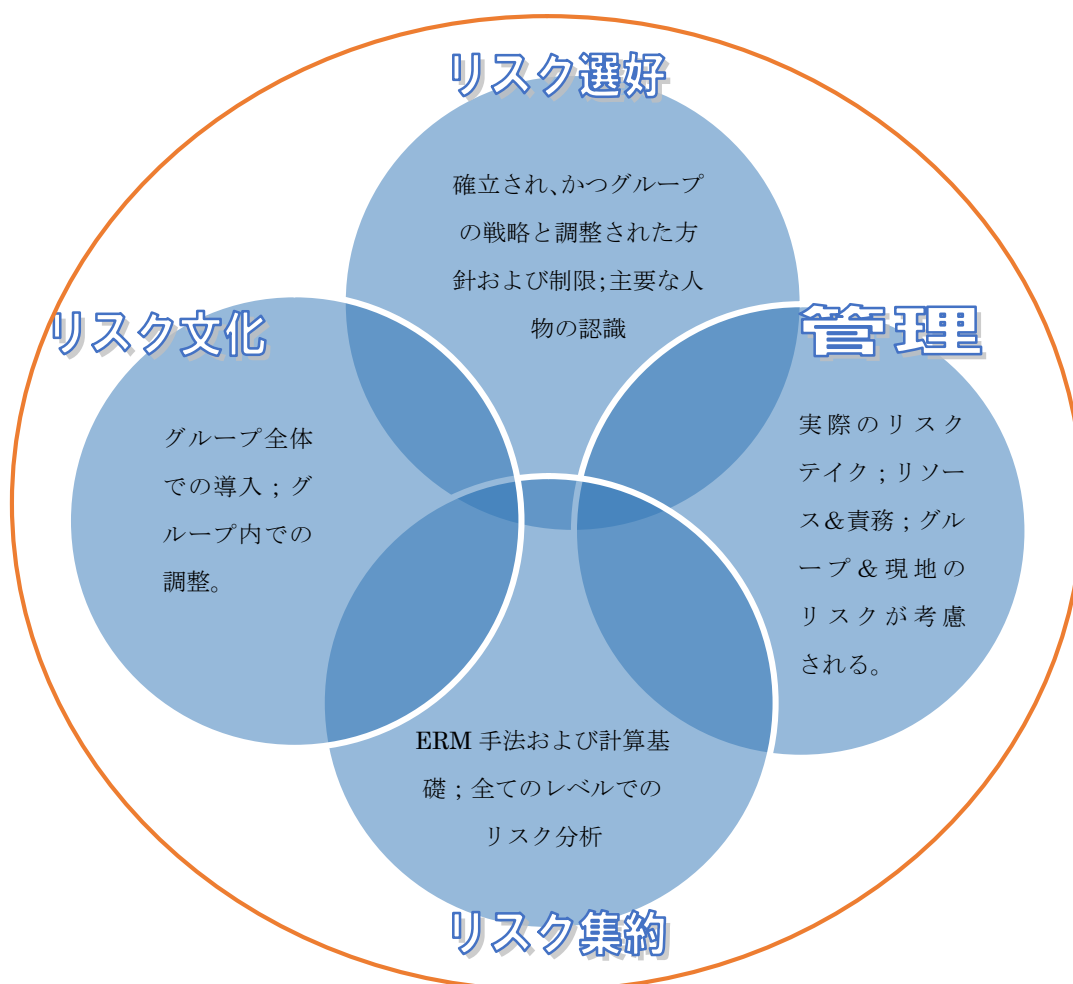 リスク選好
確立され、かつグループ
の戦略と調整された方
針および制限；主要な人
物の認識
リスク文化
グループ全体
での導入；グ
ループ内での
調整。
管理
実際のリスク
テイク；リソー
ス＆責務；グル
ープ＆現地の
リスクが考慮
される。
ERM 手法および計算基
礎；全てのレベルでの
リスク分析
リスク集約